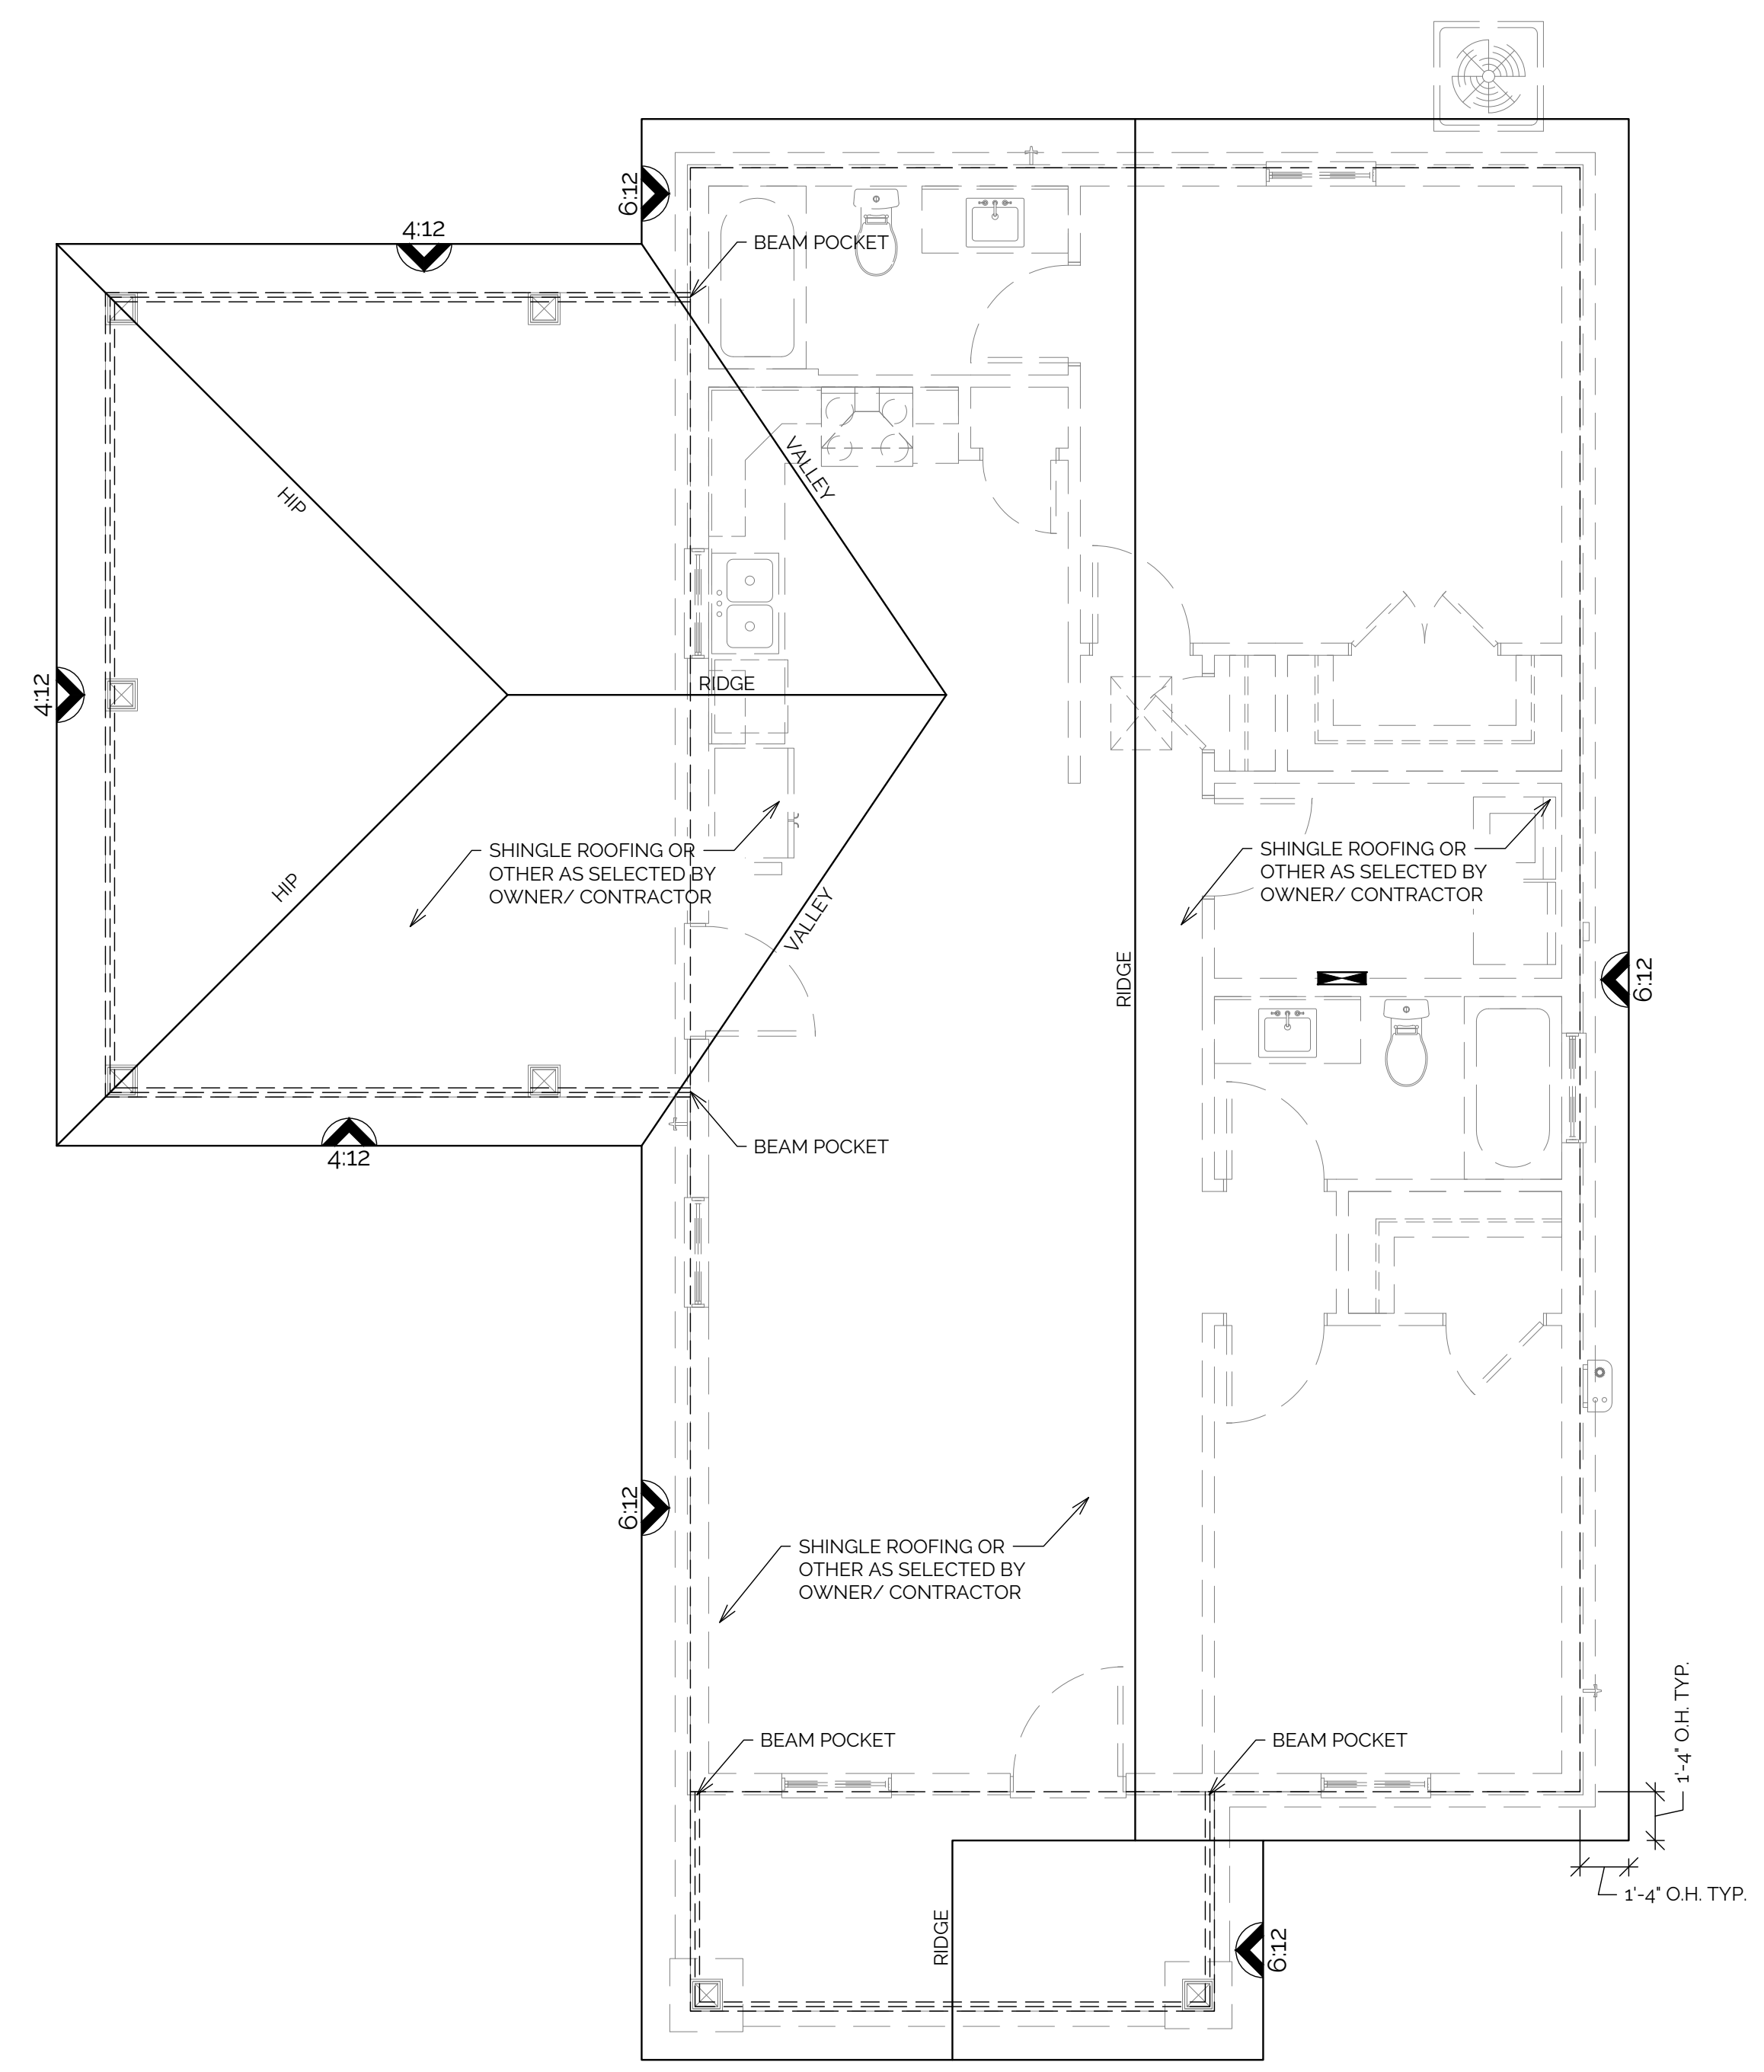 6:12
4:12
BEAM POCKET
VALLEY
HIP
4:12
RIDGE
SHINGLE ROOFING OR
OTHER AS SELECTED BY
OWNER/ CONTRACTOR
SHINGLE ROOFING OR
OTHER AS SELECTED BY
OWNER/ CONTRACTOR
HIP
VALLEY
RIDGE
6:12
BEAM POCKET
4:12
6:12
SHINGLE ROOFING OR
OTHER AS SELECTED BY
OWNER/ CONTRACTOR
BEAM POCKET
BEAM POCKET
1'-4" O.H. TYP.
1'-4" O.H. TYP.
RIDGE
6:12